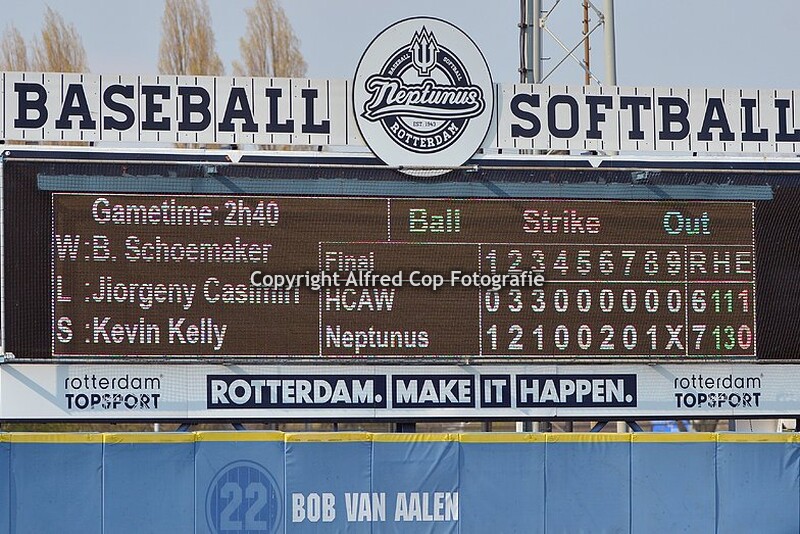 BASEBALL
SOFTBALL
BASEBALL SOFTBALL
Neptunus
EST. 1943
ROTTERDAM
Gametime: 2h40
Ball Strike Out
W : B. Schoemaker
L : Jiorgeny Casimiri
S : Kevin Kelly
Final 1 2 3 4 5 6 7 8 9 R H E
HCAW 0 3 3 0 0 0 0 0 0 6 11 1
Neptunus 1 2 1 0 0 2 0 1 X 7 13 0
Copyright Alfred Cop Fotografie
rotterdam
TOPSPORT
ROTTERDAM. MAKE IT HAPPEN.
rotterdam
TOPSPORT
22
BOB VAN AALEN